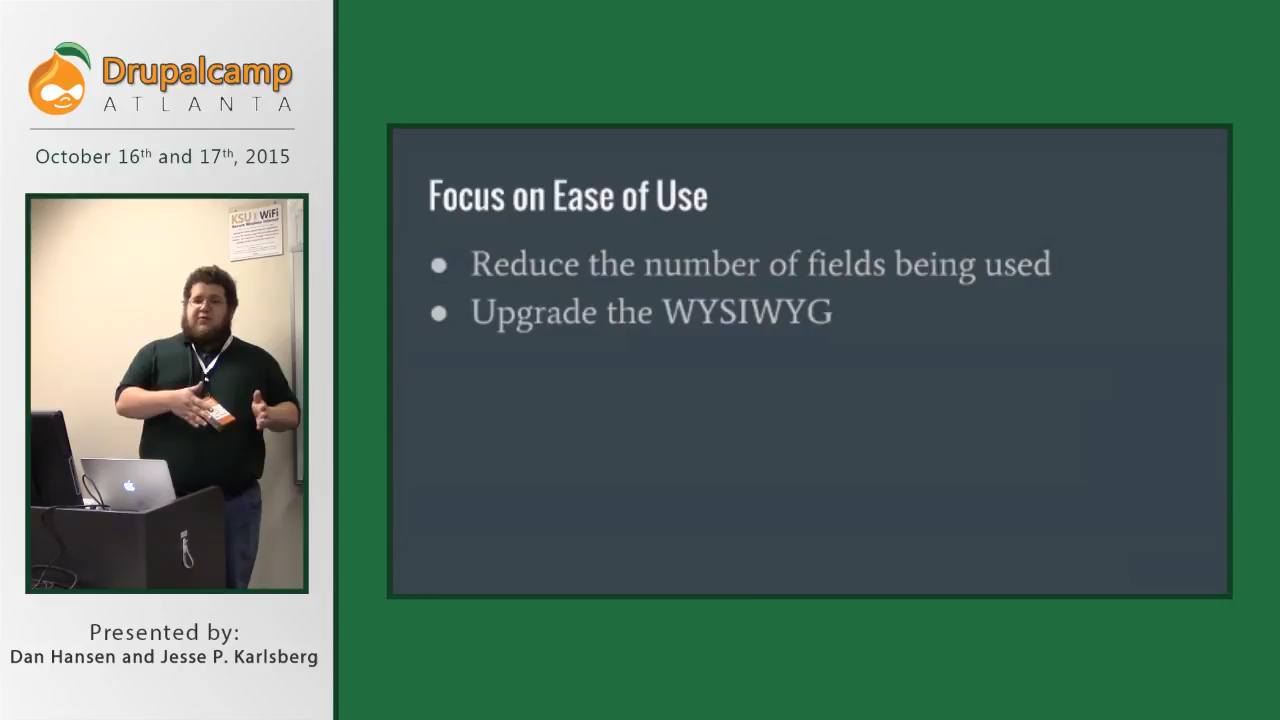 Drupalcamp
ATLANTA
October 16th and 17th, 2015
KSU WiFi
Focus on Ease of Use
● Reduce the number of fields being used
● Upgrade the WYSIWYG
Presented by:
Dan Hansen and Jesse P. Karlsberg